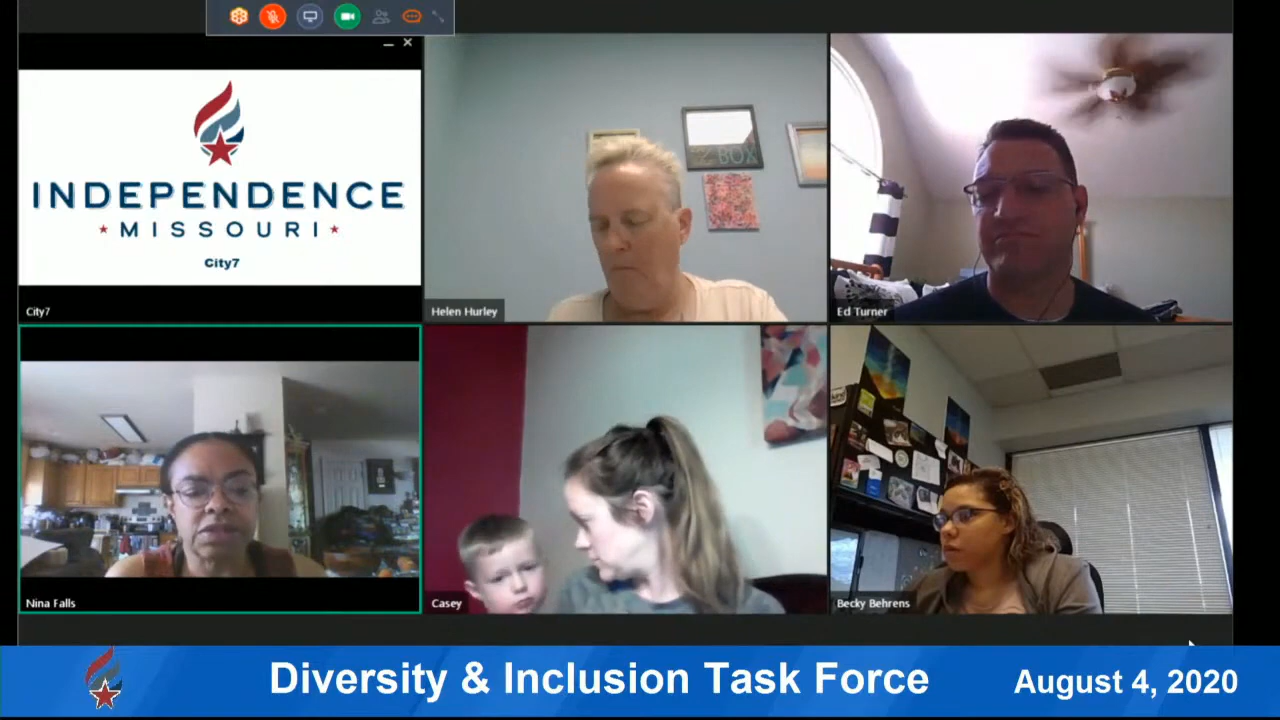 INDEPENDENCE
MISSOURI
City7
City7
BOX
Helen Hurley
Ed Turner
Nina Falls
Casey
Becky Behrens
Diversity & Inclusion Task Force
August 4, 2020